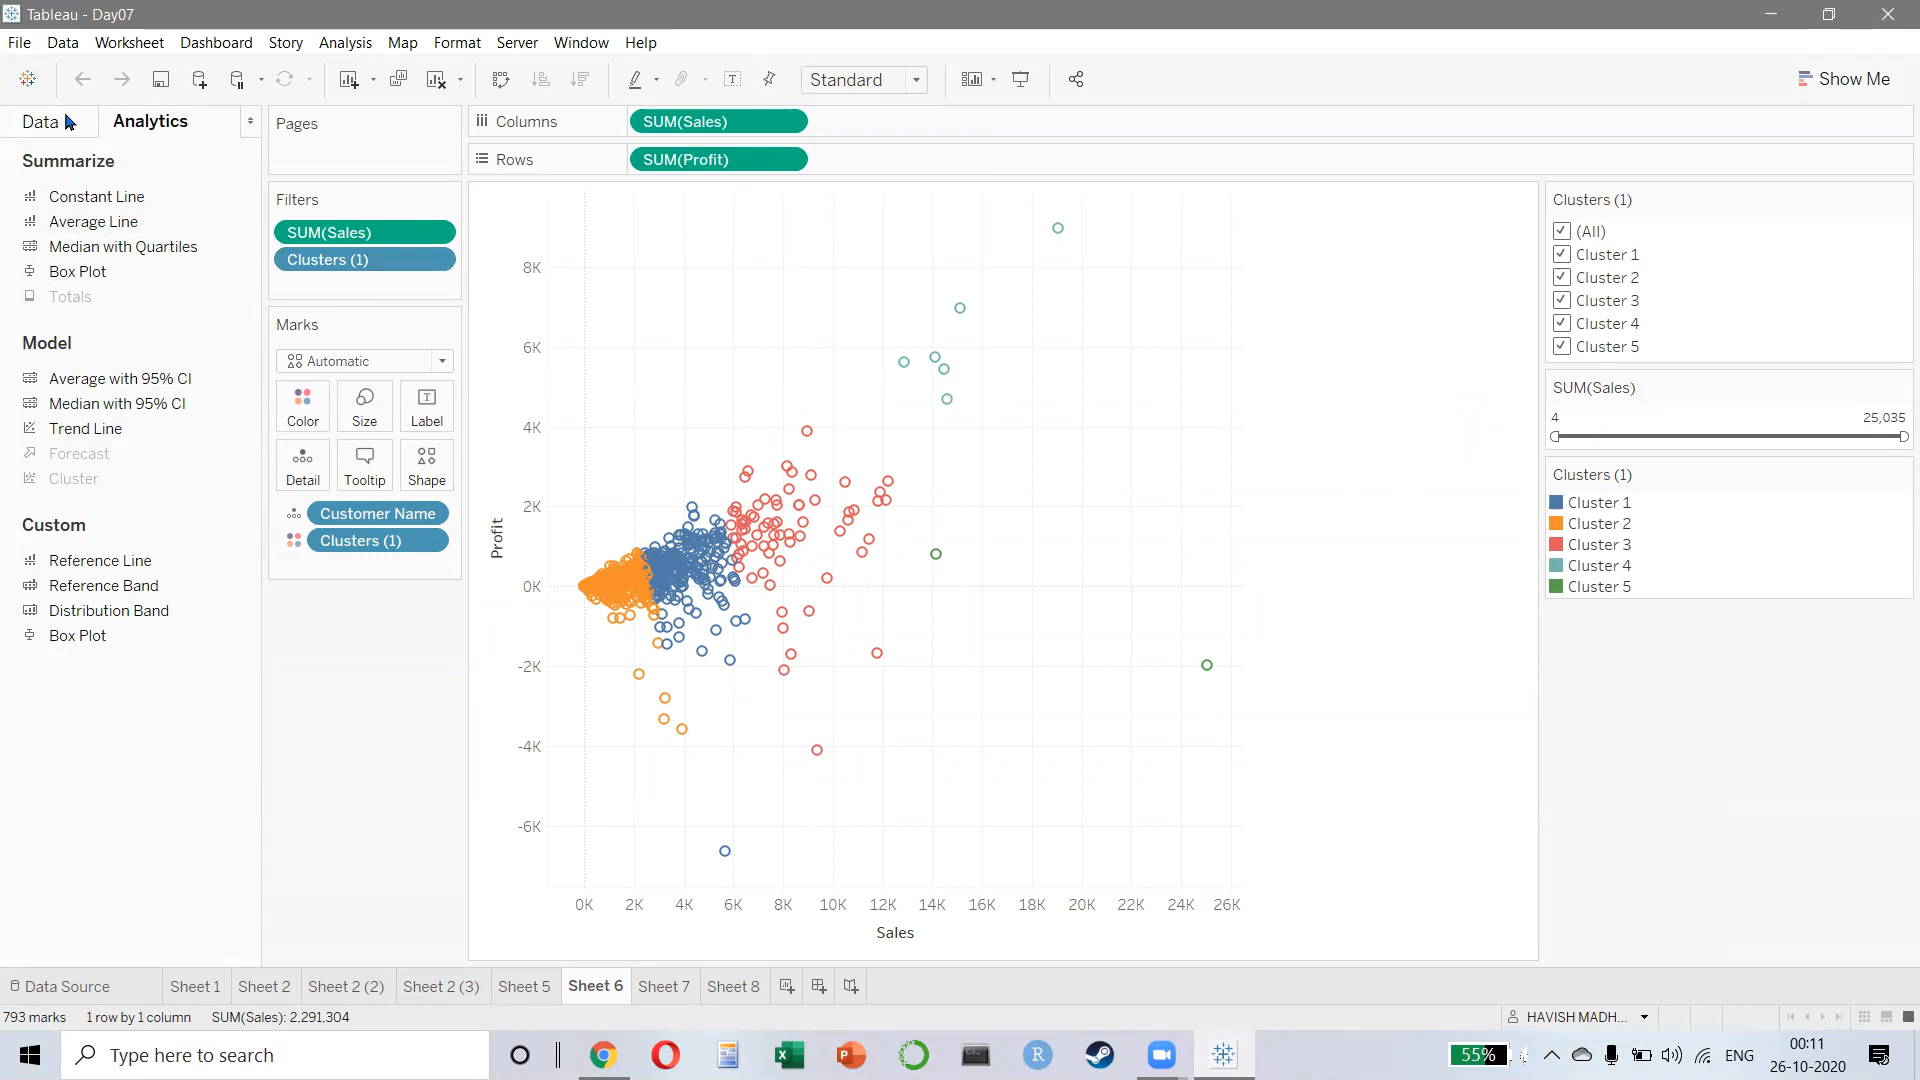 Tableau - Day07
File Data Worksheet Dashboard Story Analysis Map Format Server Window Help
Standard
Show Me
Data Analytics
Summarize
Constant Line
Average Line
Median with Quartiles
Box Plot
Totals
Model
Average with 95% CI
Median with 95% CI
Trend Line
Forecast
Cluster
Custom
Reference Line
Reference Band
Distribution Band
Box Plot
Pages
Filters
SUM(Sales)
Clusters (1)
Marks
Automatic
Color Size Label
Detail Tooltip Shape
Customer Name
Clusters (1)
Columns SUM(Sales)
Rows SUM(Profit)
8K
6K
4K
2K
0K
-2K
-4K
-6K
Profit
0K 2K 4K 6K 8K 10K 12K 14K 16K 18K 20K 22K 24K 26K
Sales
Clusters (1)
(All)
Cluster 1
Cluster 2
Cluster 3
Cluster 4
Cluster 5
SUM(Sales)
4 25,035
Clusters (1)
Cluster 1
Cluster 2
Cluster 3
Cluster 4
Cluster 5
Data Source Sheet 1 Sheet 2 Sheet 2 (2) Sheet 2 (3) Sheet 5 Sheet 6 Sheet 7 Sheet 8
793 marks 1 row by 1 column SUM(Sales): 2,291,304 HAVISH MADH...
Type here to search
55% ENG
00:11
26-10-2020